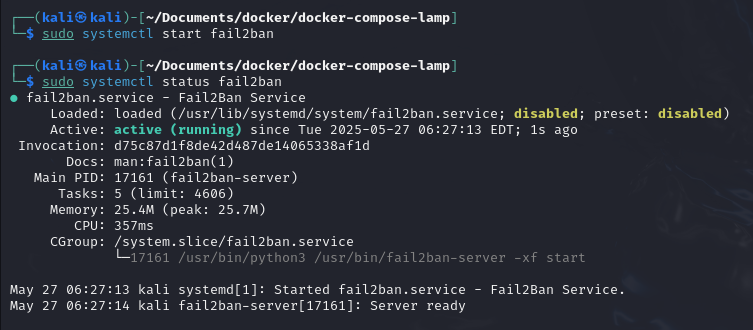 ┌──(kali㉿kali)-[~/Documents/docker/docker-compose-lamp]
└─$ sudo systemctl start fail2ban
┌──(kali㉿kali)-[~/Documents/docker/docker-compose-lamp]
└─$ sudo systemctl status fail2ban
● fail2ban.service - Fail2Ban Service
Loaded: loaded (/usr/lib/systemd/system/fail2ban.service; disabled; preset: disabled)
Active: active (running) since Tue 2025-05-27 06:27:13 EDT; 1s ago
Invocation: d75c87d1f8de42d487de14065338af1d
Docs: man:fail2ban(1)
Main PID: 17161 (fail2ban-server)
Tasks: 5 (limit: 4606)
Memory: 25.4M (peak: 25.7M)
CPU: 357ms
CGroup: /system.slice/fail2ban.service
└─17161 /usr/bin/python3 /usr/bin/fail2ban-server -xf start
May 27 06:27:13 kali systemd[1]: Started fail2ban.service - Fail2Ban Service.
May 27 06:27:14 kali fail2ban-server[17161]: Server ready